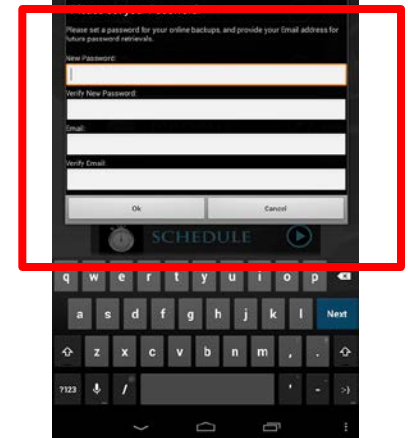 Please set a password for your online backups, and provide your Email address for
future password retrievals.
New Password:
Verify New Password:
Email:
Verify Email:
Ok Cancel
SCHEDULE
q w e r t y u i o p
a s d f g h j k l Next
z x c v b n m , .
?123 / ' - :-)